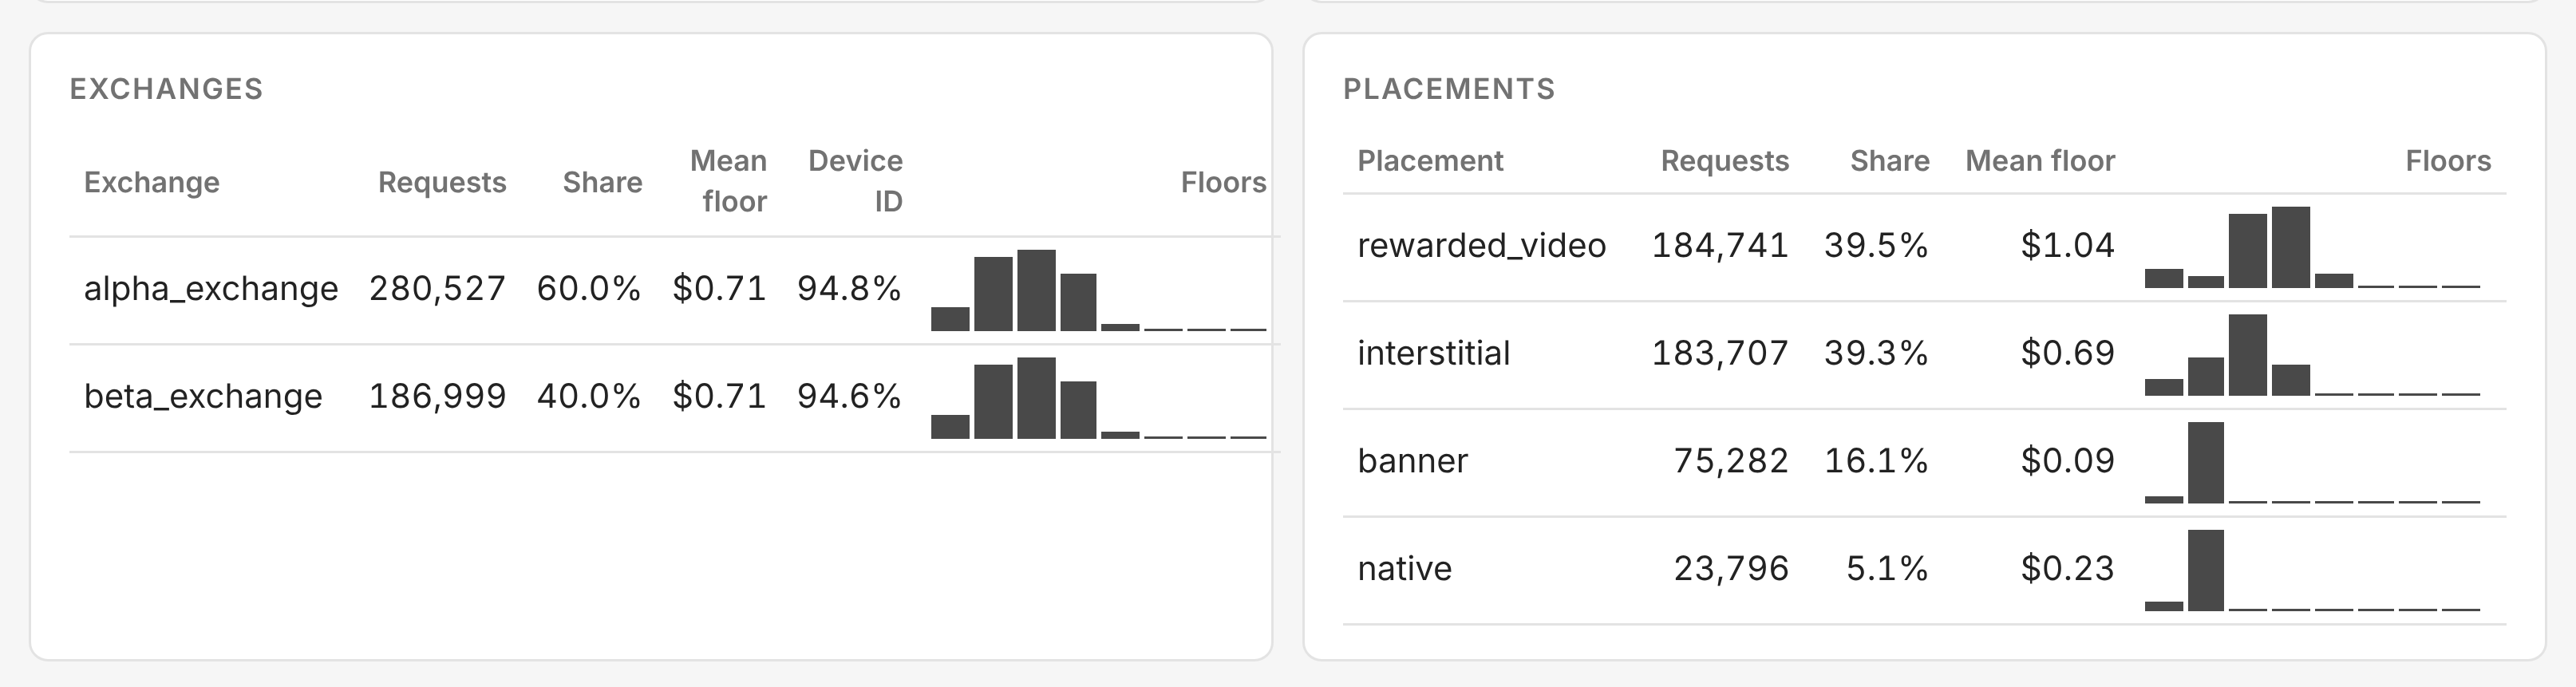 EXCHANGES
Exchange Requests Share Mean floor Device ID Floors
alpha_exchange 280,527 60.0% $0.71 94.8%
beta_exchange 186,999 40.0% $0.71 94.6%
PLACEMENTS
Placement Requests Share Mean floor Floors
rewarded_video 184,741 39.5% $1.04
interstitial 183,707 39.3% $0.69
banner 75,282 16.1% $0.09
native 23,796 5.1% $0.23